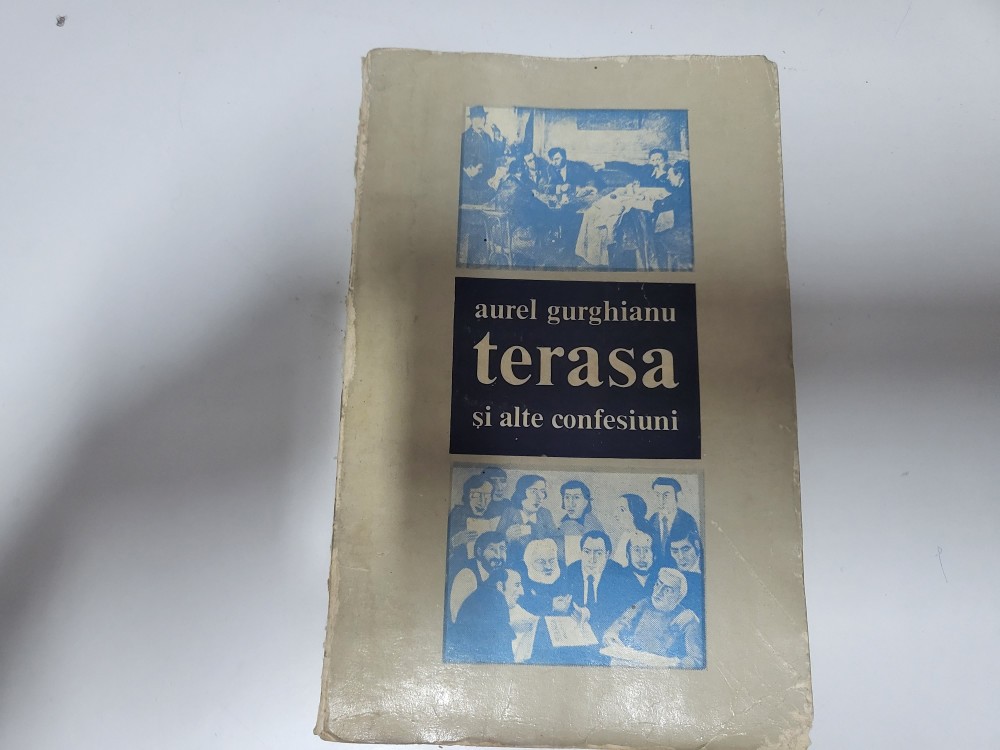 aurel gurghianu
terasa
și alte confesiuni